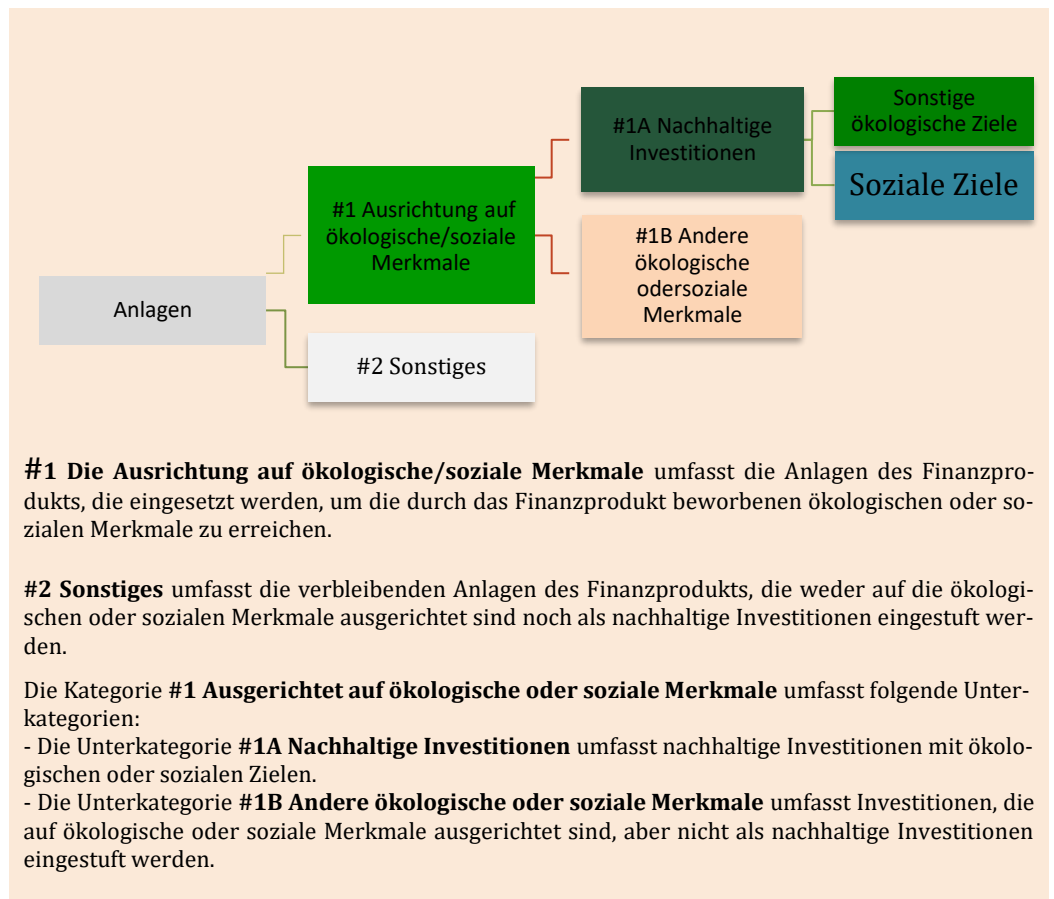 Sonstige
ökologische Ziele
#1A Nachhaltige
Investitionen
Soziale Ziele
#1 Ausrichtung auf
ökologische/soziale
Merkmale
#1B Andere
ökologische
odersoziale
Merkmale
Anlagen
#2 Sonstiges
#1 Die Ausrichtung auf ökologische/soziale Merkmale umfasst die Anlagen des Finanzpro-
dukts, die eingesetzt werden, um die durch das Finanzprodukt beworbenen ökologischen oder so-
zialen Merkmale zu erreichen.
#2 Sonstiges umfasst die verbleibenden Anlagen des Finanzprodukts, die weder auf die ökologi-
schen oder sozialen Merkmale ausgerichtet sind noch als nachhaltige Investitionen eingestuft wer-
den.
Die Kategorie #1 Ausgerichtet auf ökologische oder soziale Merkmale umfasst folgende Unter-
kategorien:
- Die Unterkategorie #1A Nachhaltige Investitionen umfasst nachhaltige Investitionen mit ökolo-
gischen oder sozialen Zielen.
- Die Unterkategorie #1B Andere ökologische oder soziale Merkmale umfasst Investitionen, die
auf ökologische oder soziale Merkmale ausgerichtet sind, aber nicht als nachhaltige Investitionen
eingestuft werden.